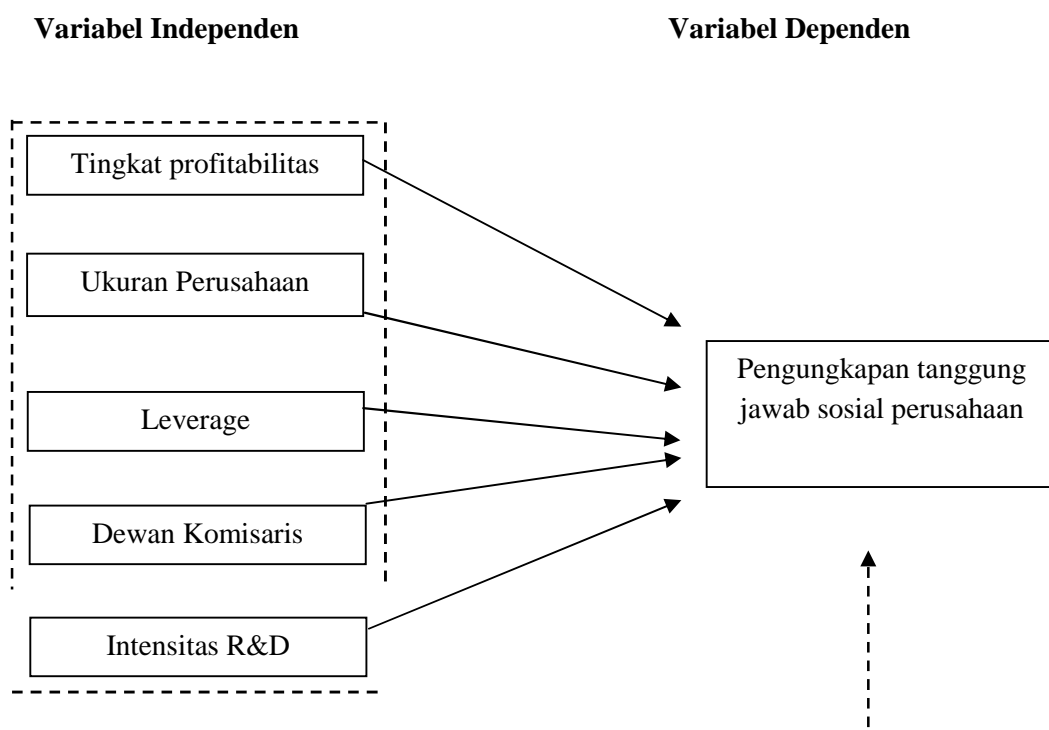 Variabel Independen
Variabel Dependen
Tingkat profitabilitas
Ukuran Perusahaan
Leverage
Dewan Komisaris
Intensitas R&D
Pengungkapan tanggung
jawab sosial perusahaan